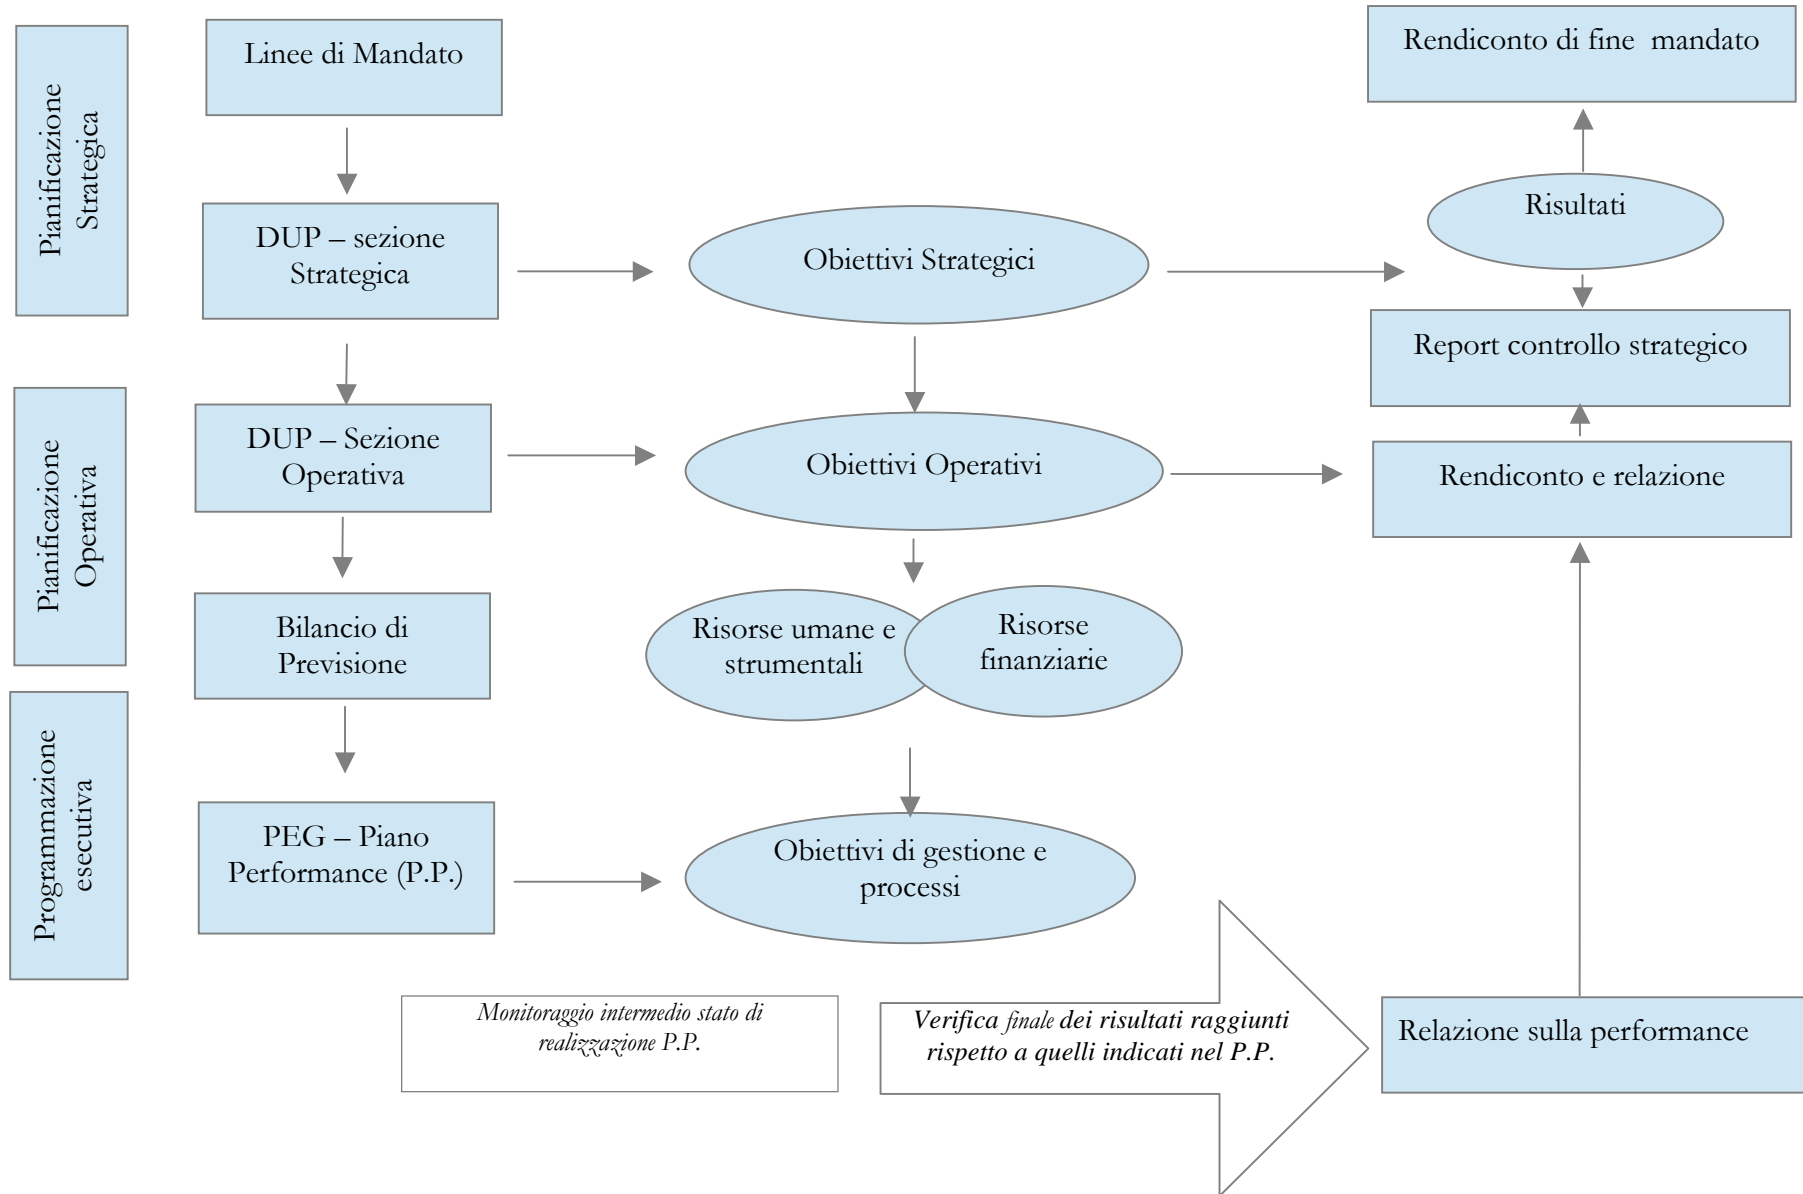 Pianificazione
Strategica
Linee di Mandato
Rendiconto di fine  mandato
Risultati
DUP – sezione
Strategica
Obiettivi Strategici
Report controllo strategico
Pianificazione
Operativa
DUP – Sezione
Operativa
Obiettivi Operativi
Rendiconto e relazione
Bilancio di
Previsione
Risorse umane e
strumentali
Risorse
finanziarie
Programmazione
esecutiva
PEG – Piano
Performance (P.P.)
Obiettivi di gestione e
processi
Monitoraggio intermedio stato di
realizzazione P.P.
Verifica finale dei risultati raggiunti
rispetto a quelli indicati nel P.P.
Relazione sulla performance